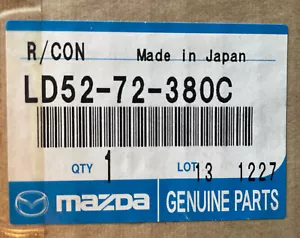 R/CON Made in Japan
LD52-72-380C
QTY 1 LOT 13 1227
mazda GENUINE PARTS